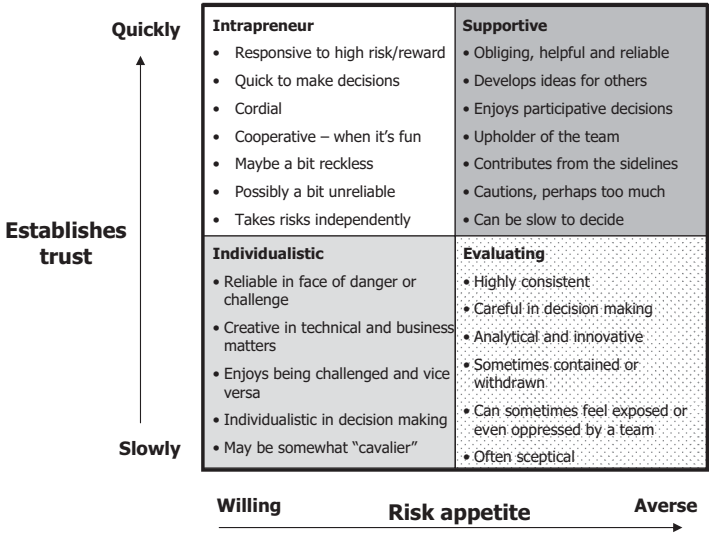 Quickly
Intrapreneur
• Responsive to high risk/reward
• Quick to make decisions
• Cordial
• Cooperative – when it's fun
• Maybe a bit reckless
• Possibly a bit unreliable
• Takes risks independently
Supportive
• Obliging, helpful and reliable
• Develops ideas for others
• Enjoys participative decisions
• Upholder of the team
• Contributes from the sidelines
• Cautions, perhaps too much
• Can be slow to decide
Establishes
trust
Individualistic
• Reliable in face of danger or
challenge
• Creative in technical and business
matters
• Enjoys being challenged and vice
versa
• Individualistic in decision making
• May be somewhat “cavalier”
Evaluating
• Highly consistent
• Careful in decision making
• Analytical and innovative
• Sometimes contained or
withdrawn
• Can sometimes feel exposed or
even oppressed by a team
• Often sceptical
Slowly
Willing
Risk appetite
Averse